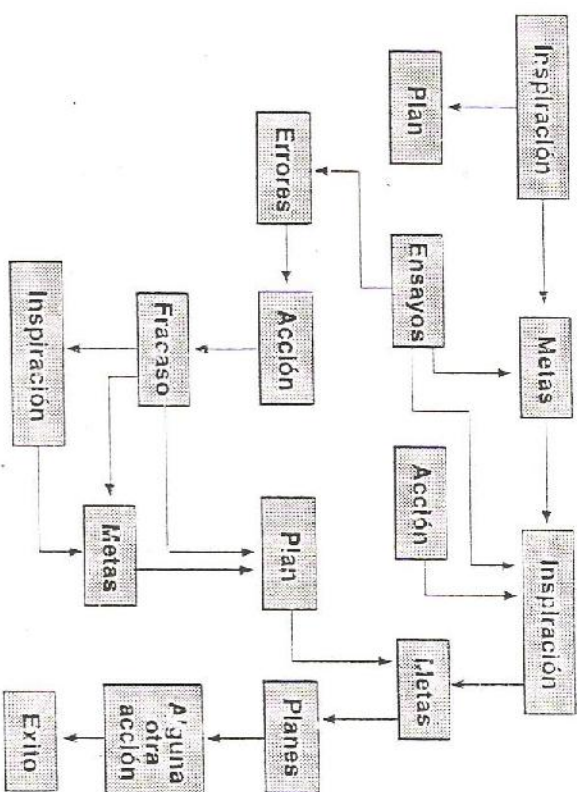 Inspiración
Metas
Inspiración
Plan
Ensayos
Acción
Metas
Errores
Acción
Plan
Planes
Fracaso
Metas
Alguna
otra
acción
Inspiración
Exito